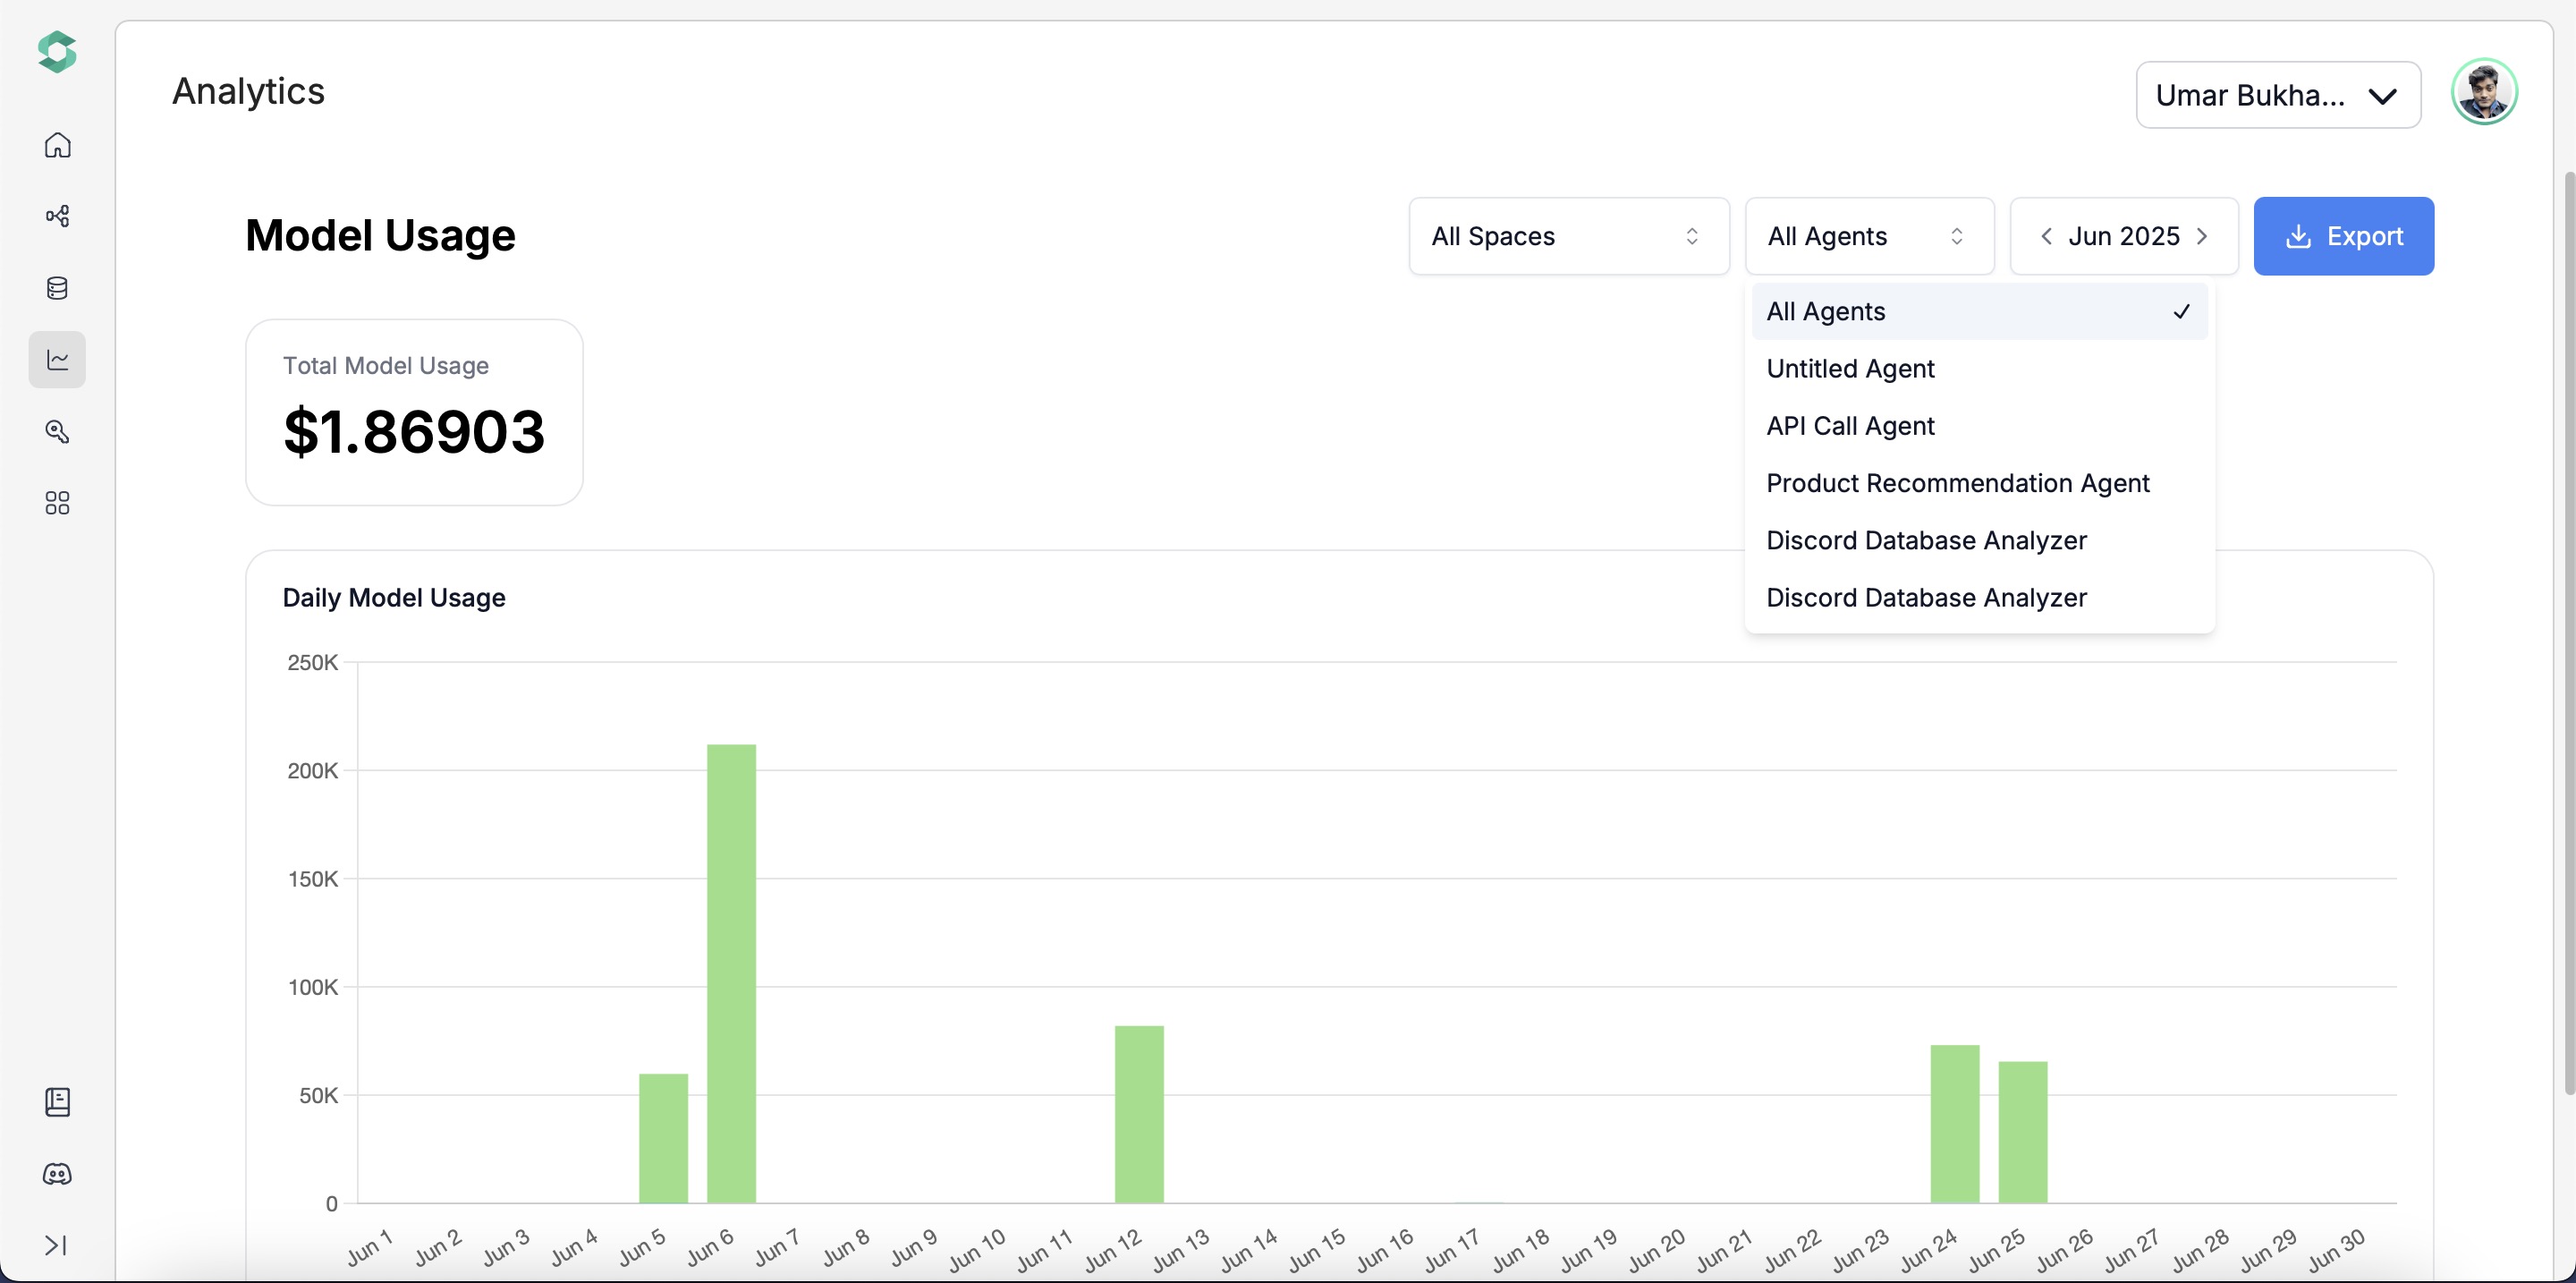 Analytics
Umar Bukha...
Model Usage
All Spaces
All Agents
Jun 2025
Export
All Agents
Untitled Agent
API Call Agent
Product Recommendation Agent
Discord Database Analyzer
Discord Database Analyzer
Total Model Usage
$1.86903
Daily Model Usage
250K
200K
150K
100K
50K
0
Jun 1
Jun 2
Jun 3
Jun 4
Jun 5
Jun 6
Jun 7
Jun 8
Jun 9
Jun 10
Jun 11
Jun 12
Jun 13
Jun 14
Jun 15
Jun 16
Jun 17
Jun 18
Jun 19
Jun 20
Jun 21
Jun 22
Jun 23
Jun 24
Jun 25
Jun 26
Jun 27
Jun 28
Jun 29
Jun 30